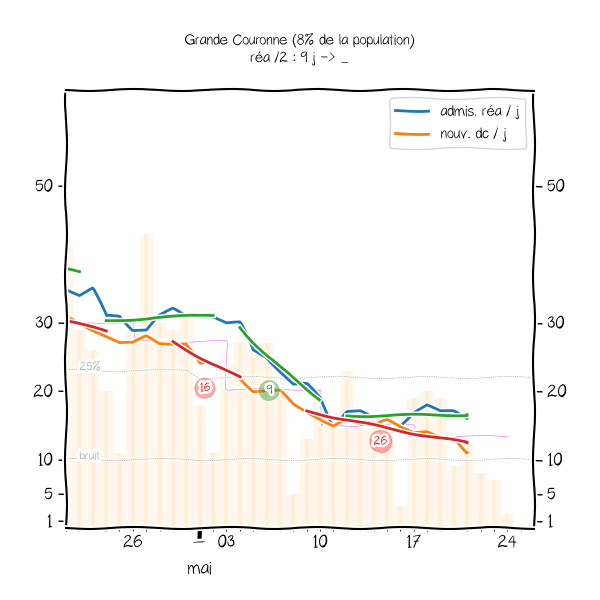 Grande Couronne (8% de la population)
réa /2 : 9 j -> _
admis. réa / j
nouv. dc / j
50 50
30 30
25%
16 9
20 20
26
bruit
10 10
5 5
1 1
26 1 03 10 17 24
mai